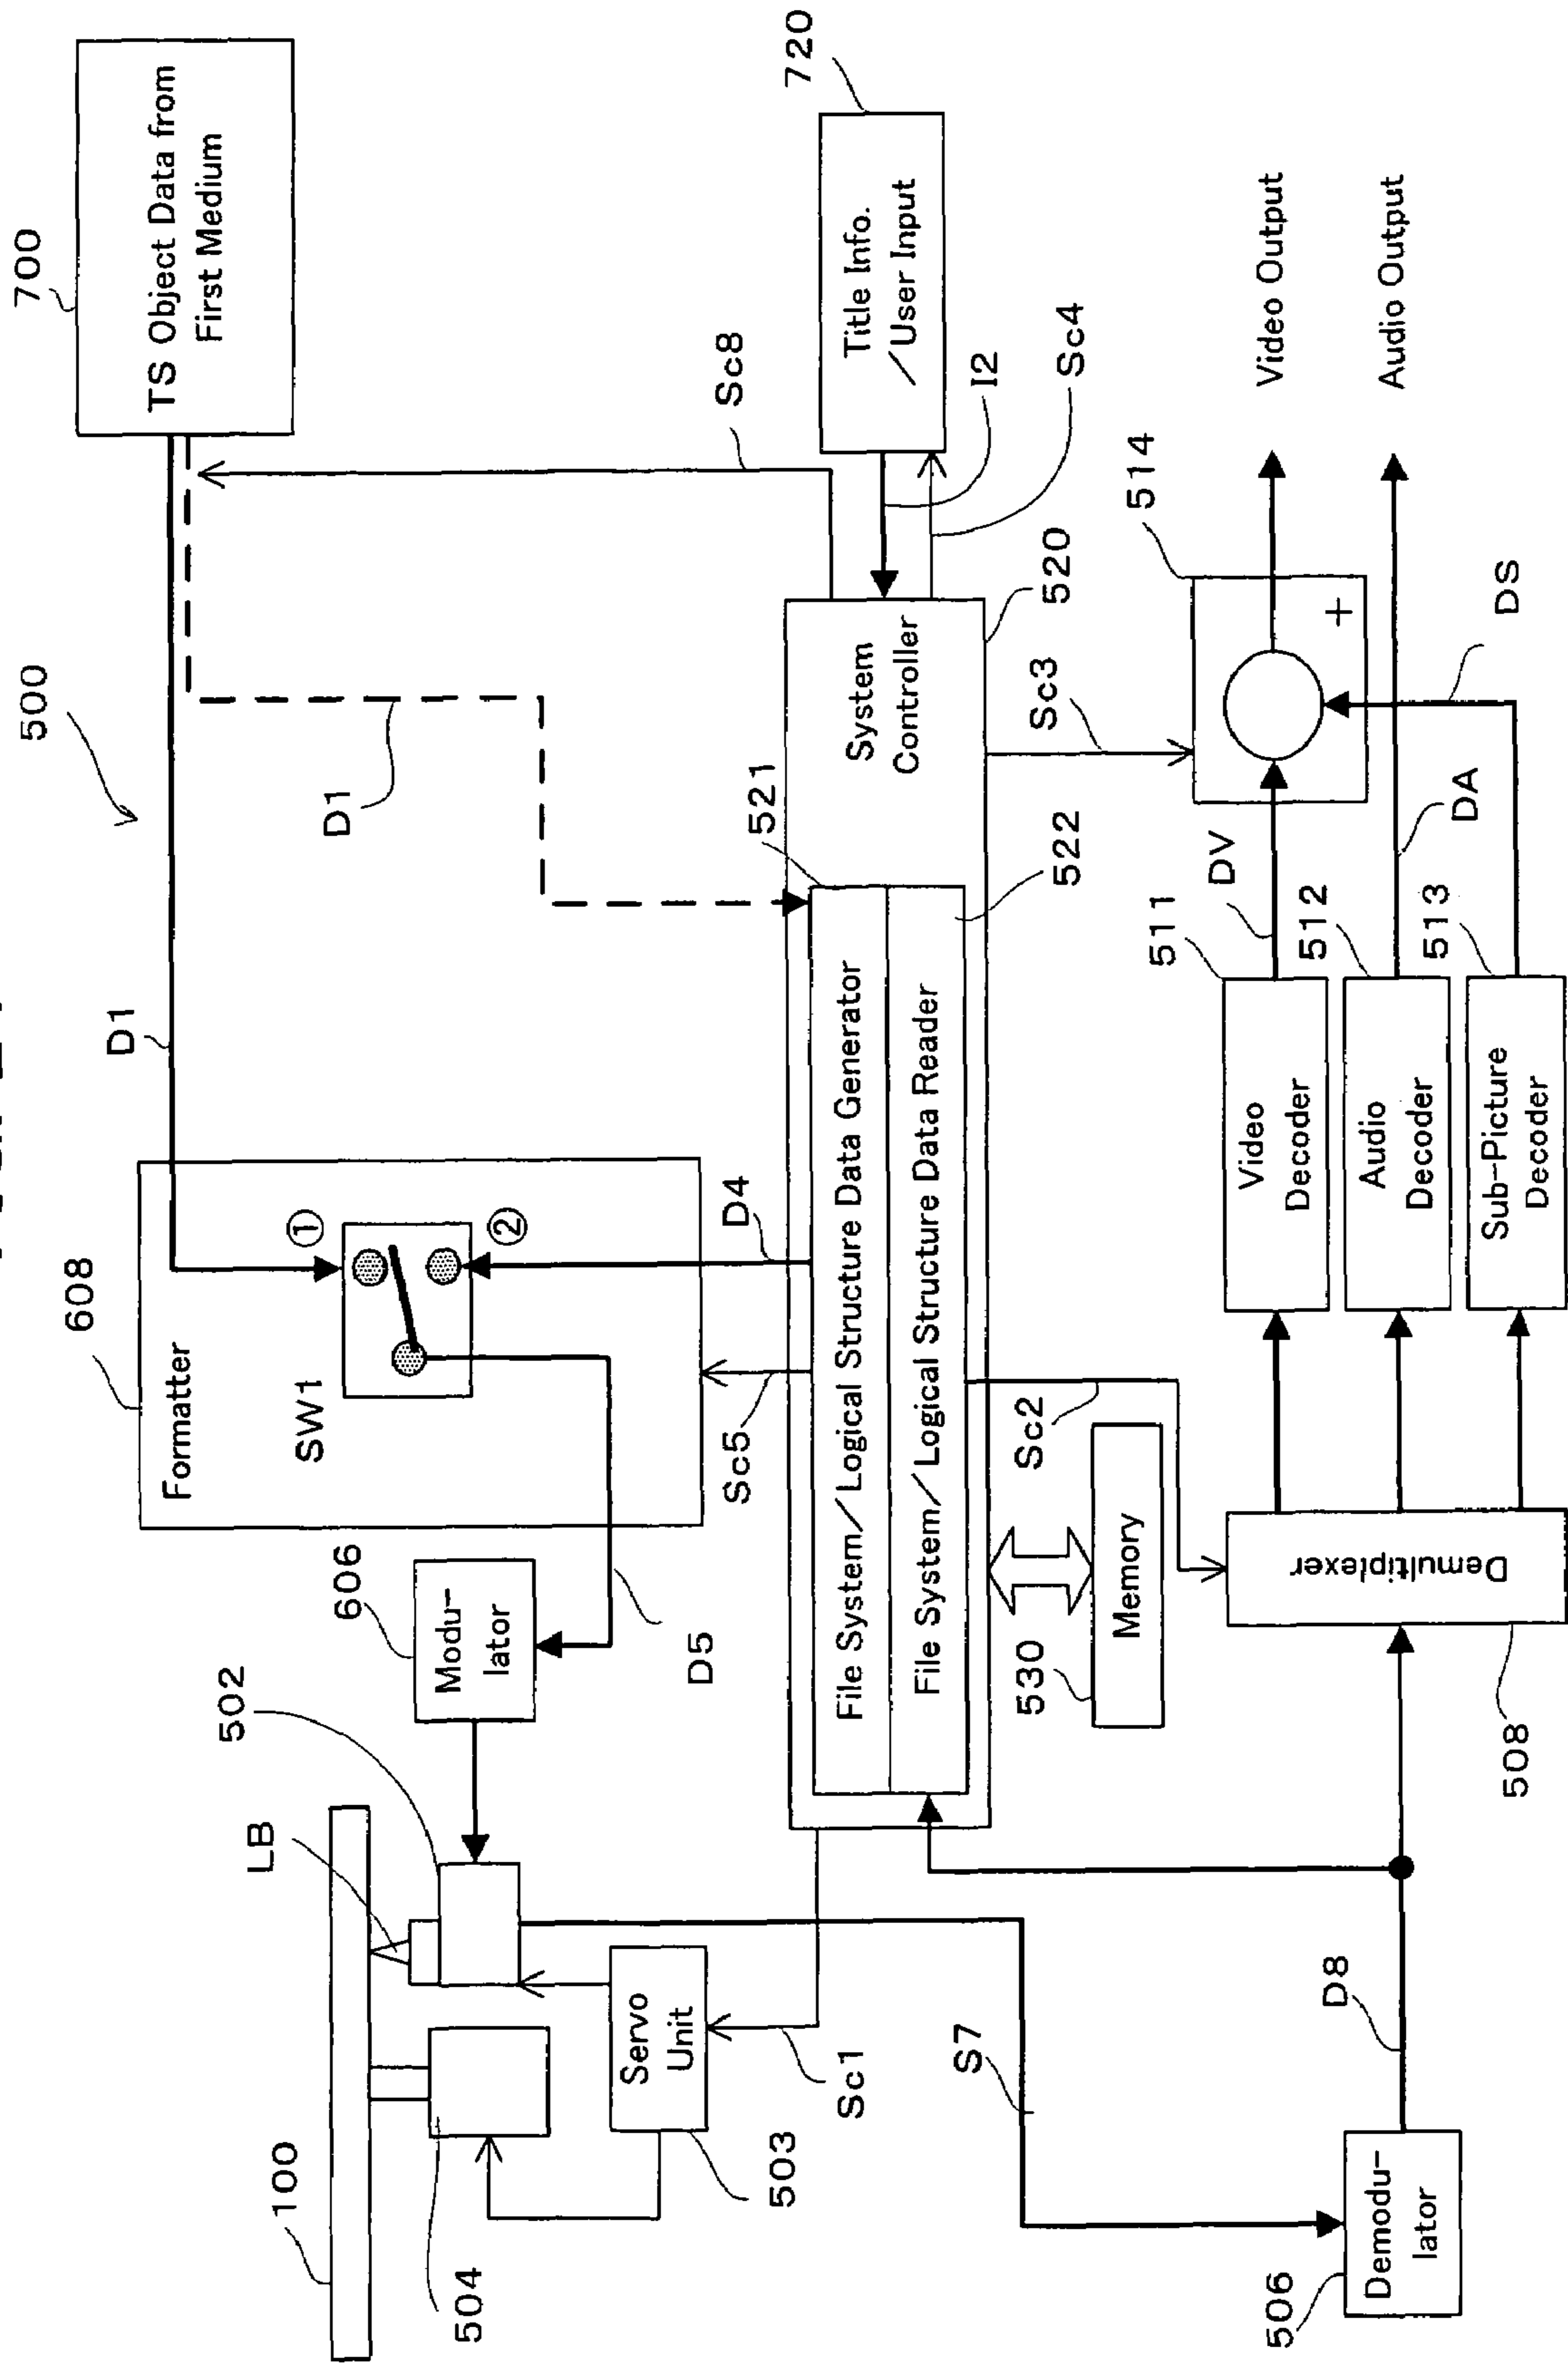 700
TS Object Data from
First Medium
500
D1
D1
Sc8
720
Title Info.
/User Input
I2
Sc4
608
Formatter
SW1
①
②
D4
Sc5
D5
606
Modu-
lator
502
LB
100
504
Servo
Unit
503
Sc1
S7
System
Controller
520
521
File System/Logical Structure Data Generator
File System/Logical Structure Data Reader
522
Sc3
Sc2
530
Memory
514
+
Video Output
Audio Output
DS
DA
DV
511
Video
Decoder
512
Audio
Decoder
513
Sub-Picture
Decoder
Demultiplexer
508
D8
506
Demodu-
lator